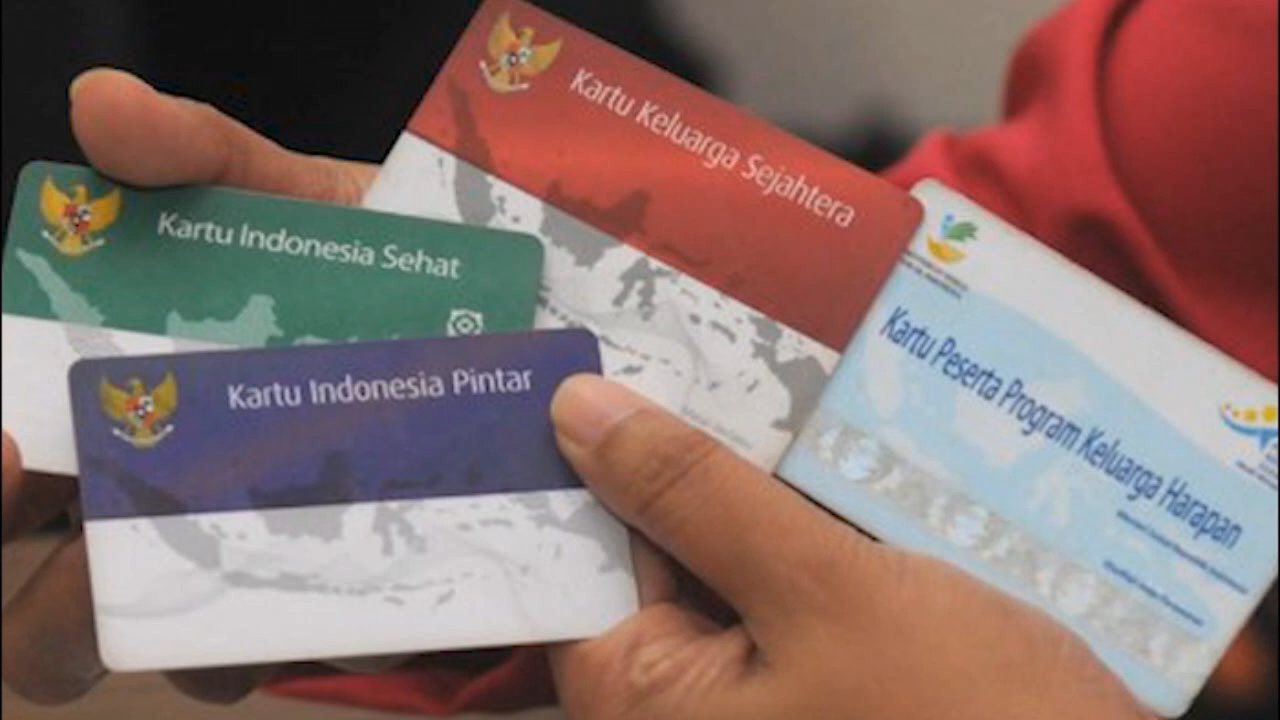 Kartu Keluarga Sejahtera
Kartu Indonesia Sehat
Kartu Indonesia Pintar
Kartu Peserta Program Keluarga Harapan